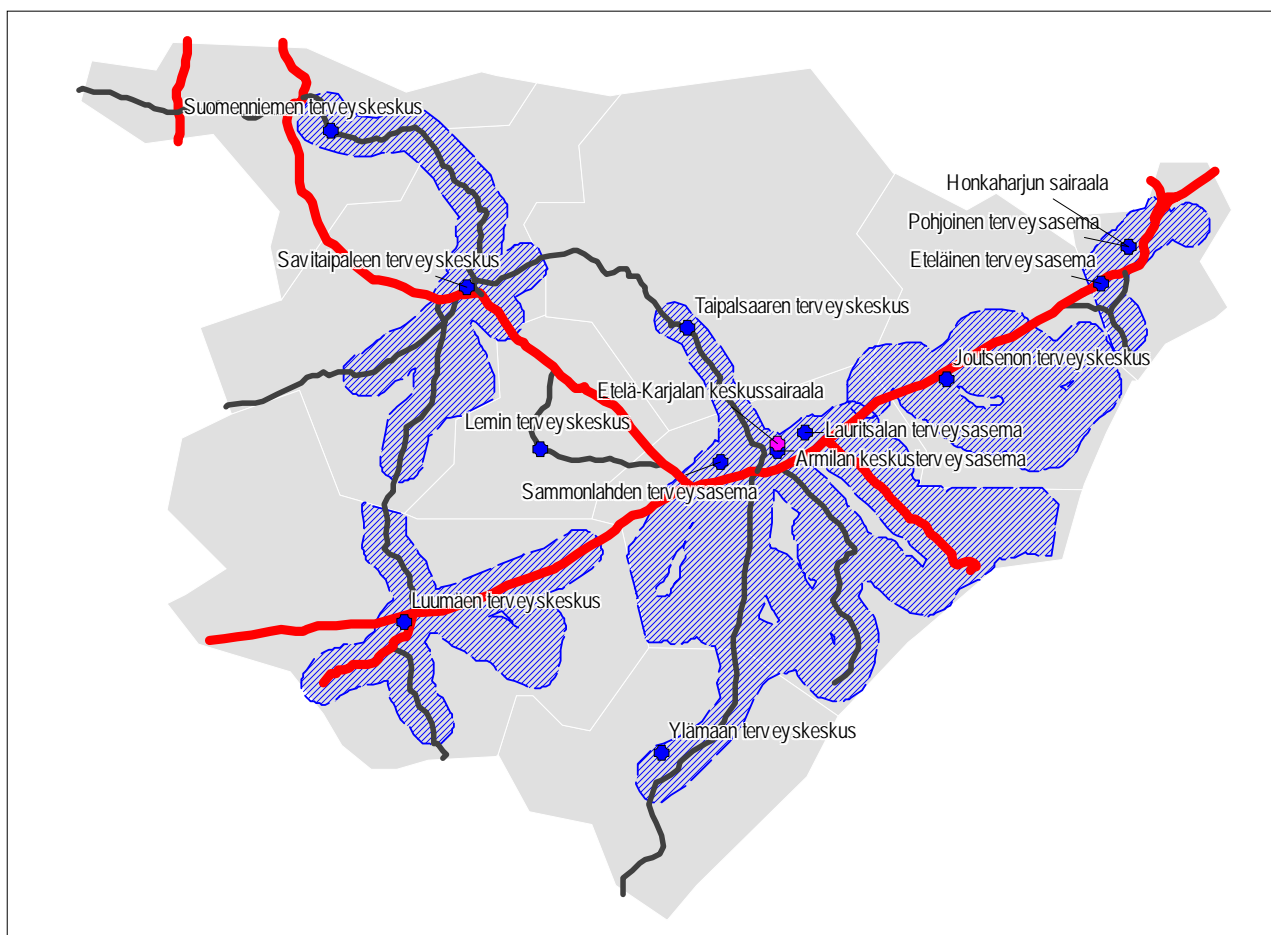 Suomenniemen terveyskeskus
Honkaharjun sairaala
Pohjoinen terveysasema
Savitaipaleen terveyskeskus
Eteläinen terveysasema
Taipalsaaren terveyskeskus
Joutsenon terveyskeskus
Etelä-Karjalan keskussairaala
Lemin terveyskeskus
Lauritsalan terveysasema
Armilan keskusterveysasema
Sammonlahden terveysasema
Luumäen terveyskeskus
Ylämaan terveyskeskus